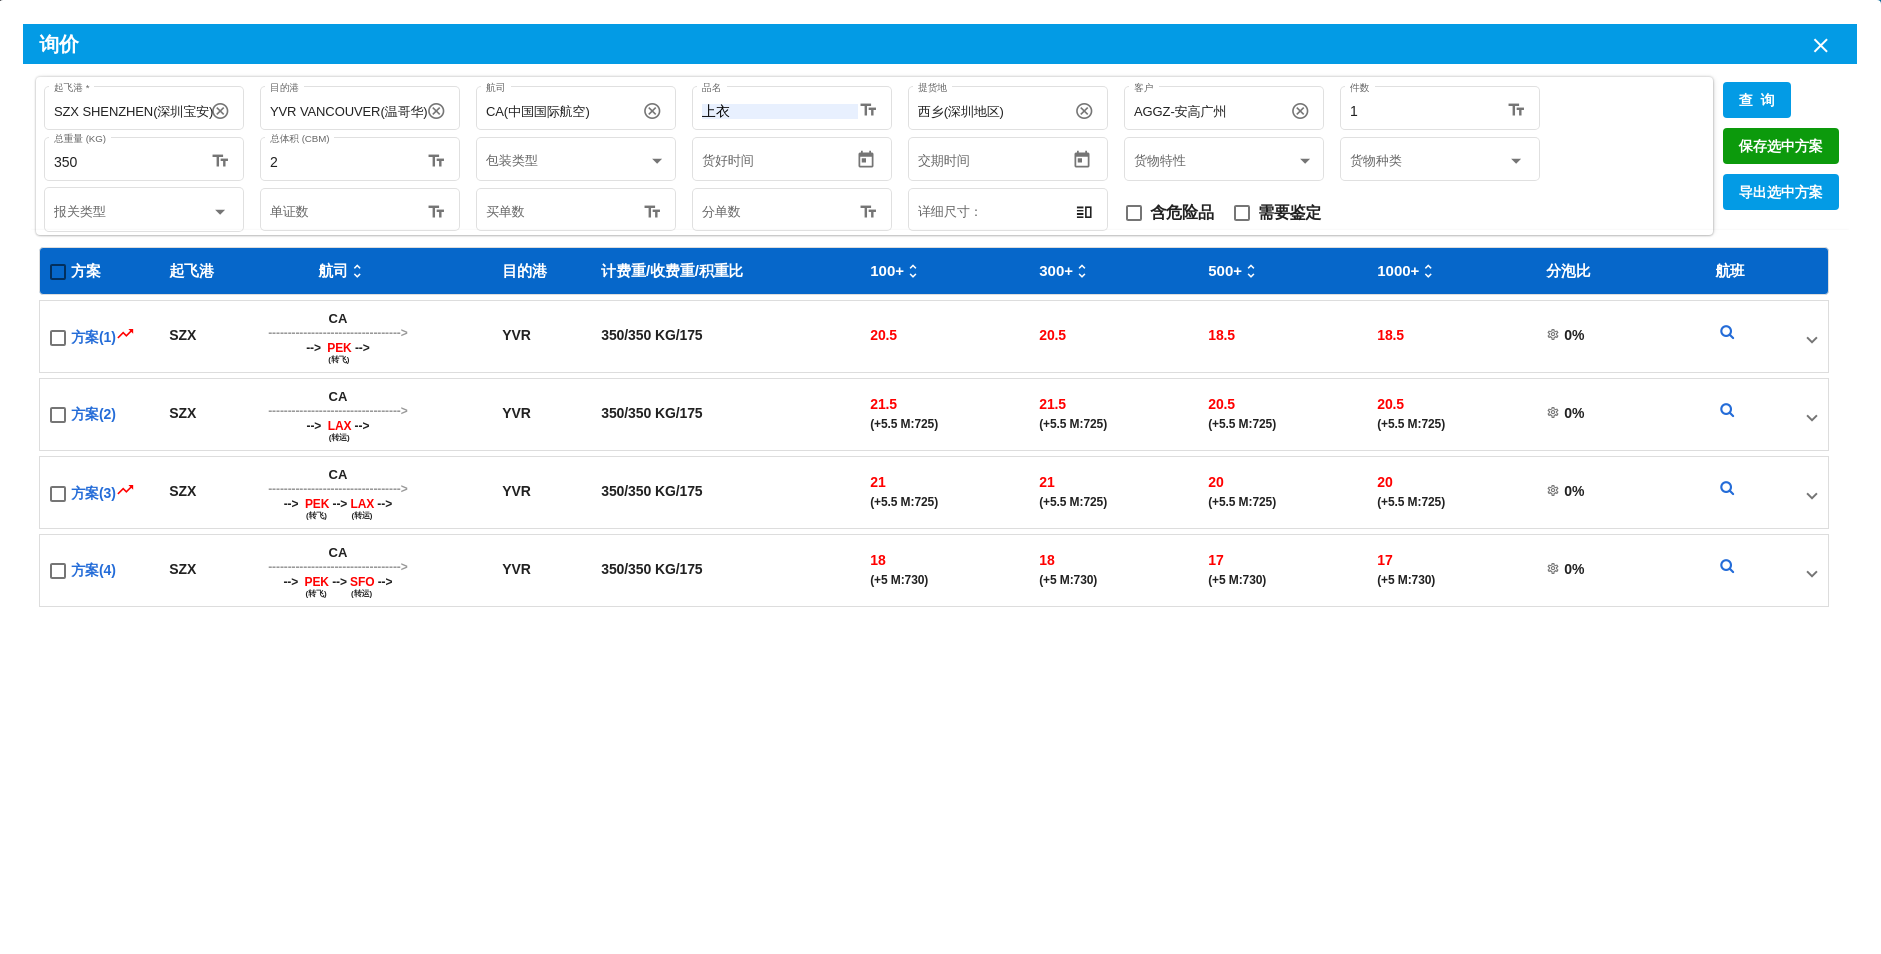 询价
起飞港 * 目的港 航司 品名 提货地 客户 件数
SZX SHENZHEN(深圳宝安) YVR VANCOUVER(温哥华) CA(中国国际航空) 上衣 西乡(深圳地区) AGGZ-安高广州 1
查 询
总重量 (KG) 总体积 (CBM)
350 2 包装类型 货好时间 交期时间 货物特性 货物种类
保存选中方案
导出选中方案
报关类型 单证数 买单数 分单数 详细尺寸： 含危险品 需要鉴定
方案 起飞港 航司 目的港 计费重/收费重/积重比 100+ 300+ 500+ 1000+ 分泡比 航班
CA
---------------------------------->
方案(1) SZX YVR 350/350 KG/175 20.5 20.5 18.5 18.5 0%
--> PEK -->
(转飞)
CA
---------------------------------->
方案(2) SZX YVR 350/350 KG/175 21.5 21.5 20.5 20.5 0%
(+5.5 M:725) (+5.5 M:725) (+5.5 M:725) (+5.5 M:725)
--> LAX -->
(转运)
CA
---------------------------------->
方案(3) SZX YVR 350/350 KG/175 21 21 20 20 0%
(+5.5 M:725) (+5.5 M:725) (+5.5 M:725) (+5.5 M:725)
--> PEK --> LAX -->
(转飞) (转运)
CA
---------------------------------->
方案(4) SZX YVR 350/350 KG/175 18 18 17 17 0%
(+5 M:730) (+5 M:730) (+5 M:730) (+5 M:730)
--> PEK --> SFO -->
(转飞) (转运)